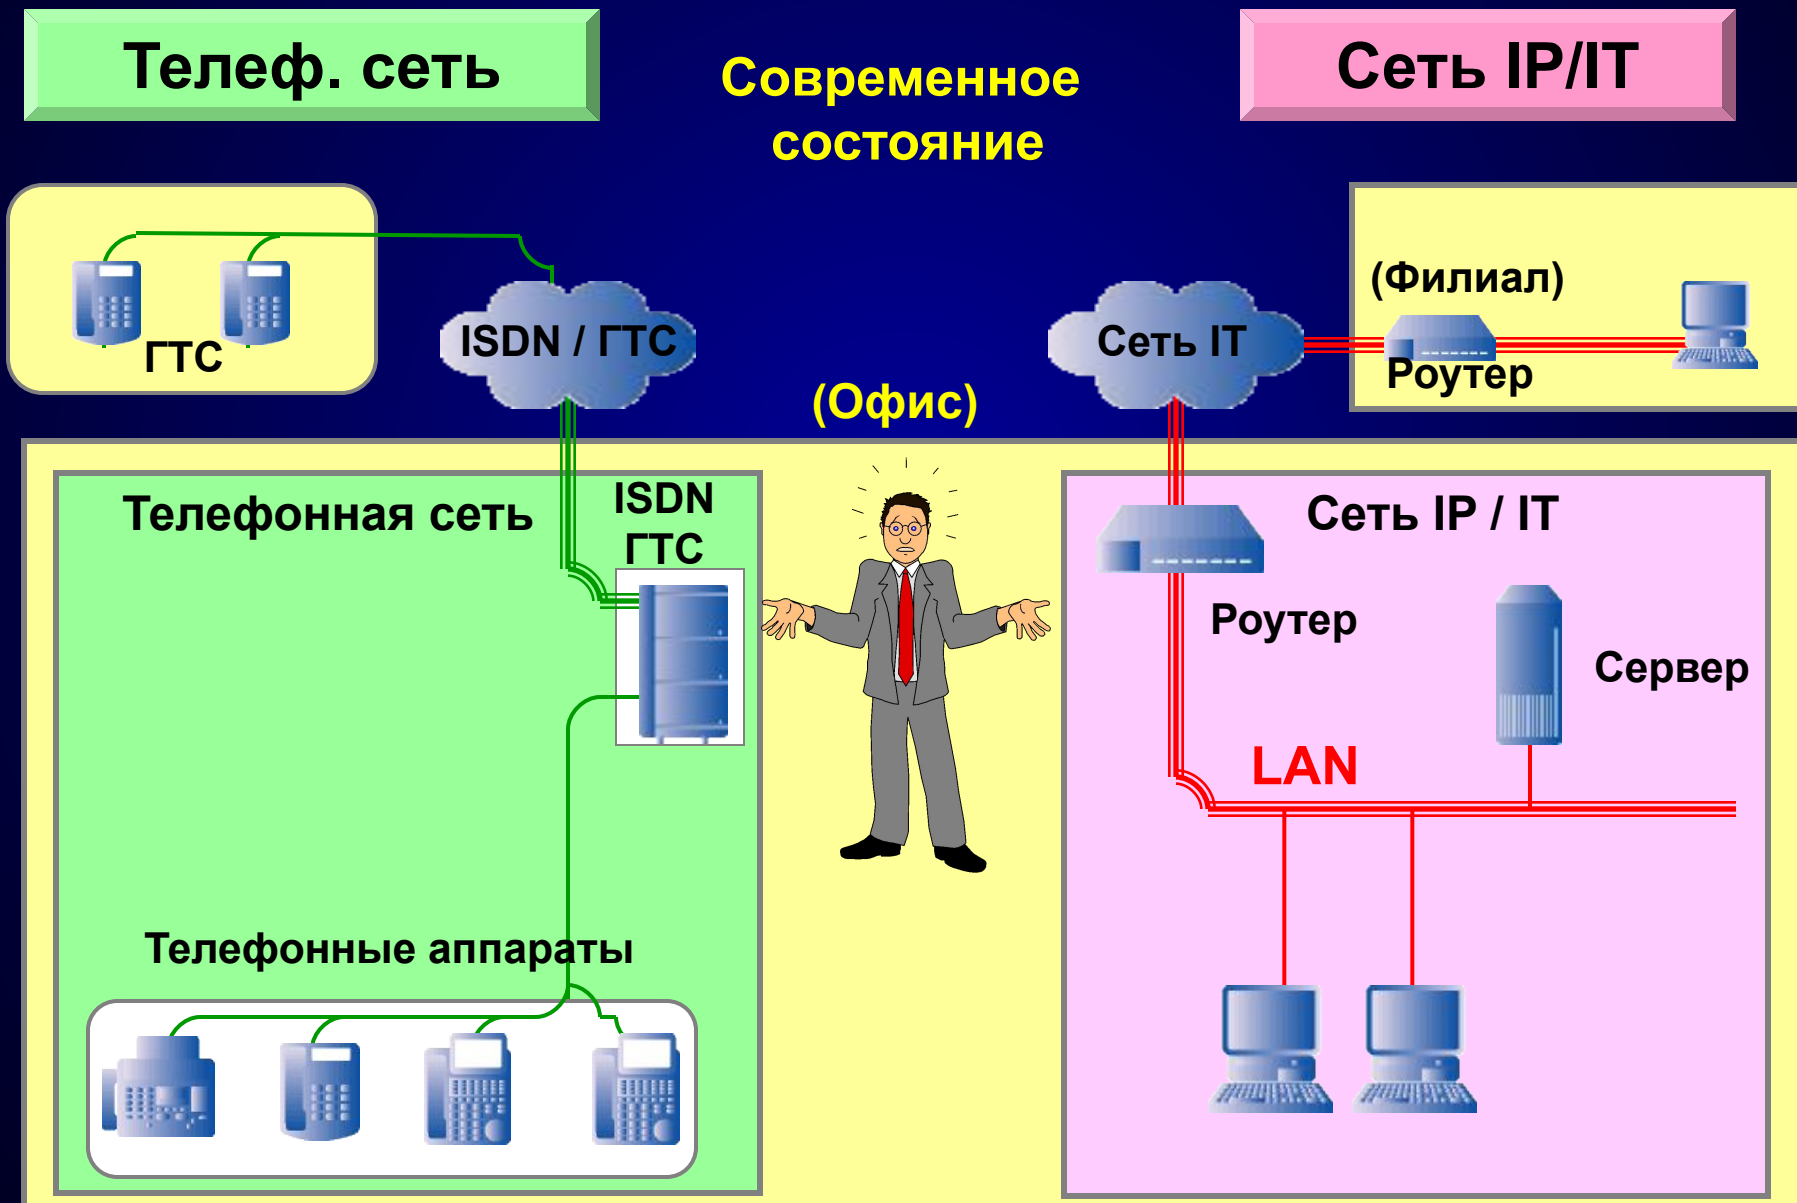 Телеф. сеть
Современное
состояние
Сеть IP/IT
ГТС
ISDN / ГТС
Сеть IT
(Филиал)
Роутер
(Офис)
Телефонная сеть
ISDN
ГТС
Сеть IP / IT
Роутер
Сервер
LAN
Телефонные аппараты